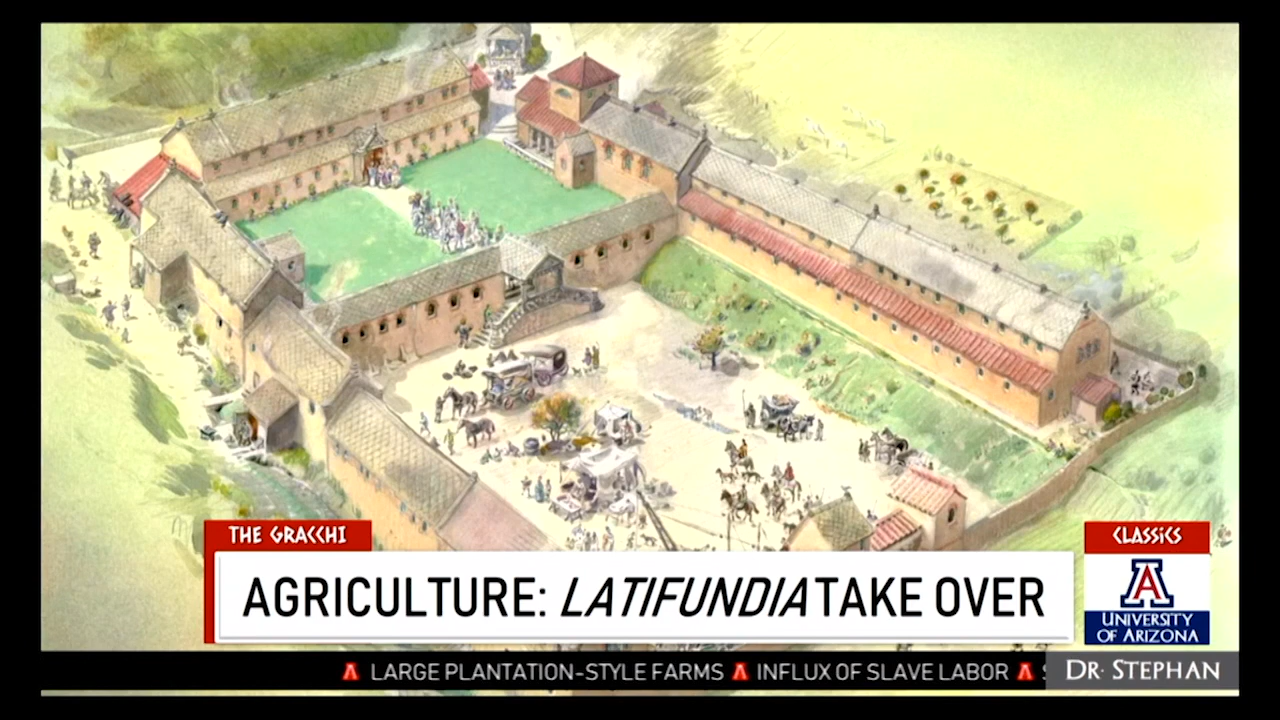 THE GRACCHI
CLASSICS
AGRICULTURE: LATIFUNDIA TAKE OVER
A
UNIVERSITY
OF ARIZONA
LARGE PLANTATION-STYLE FARMS
INFLUX OF SLAVE LABOR
DR. STEPHAN